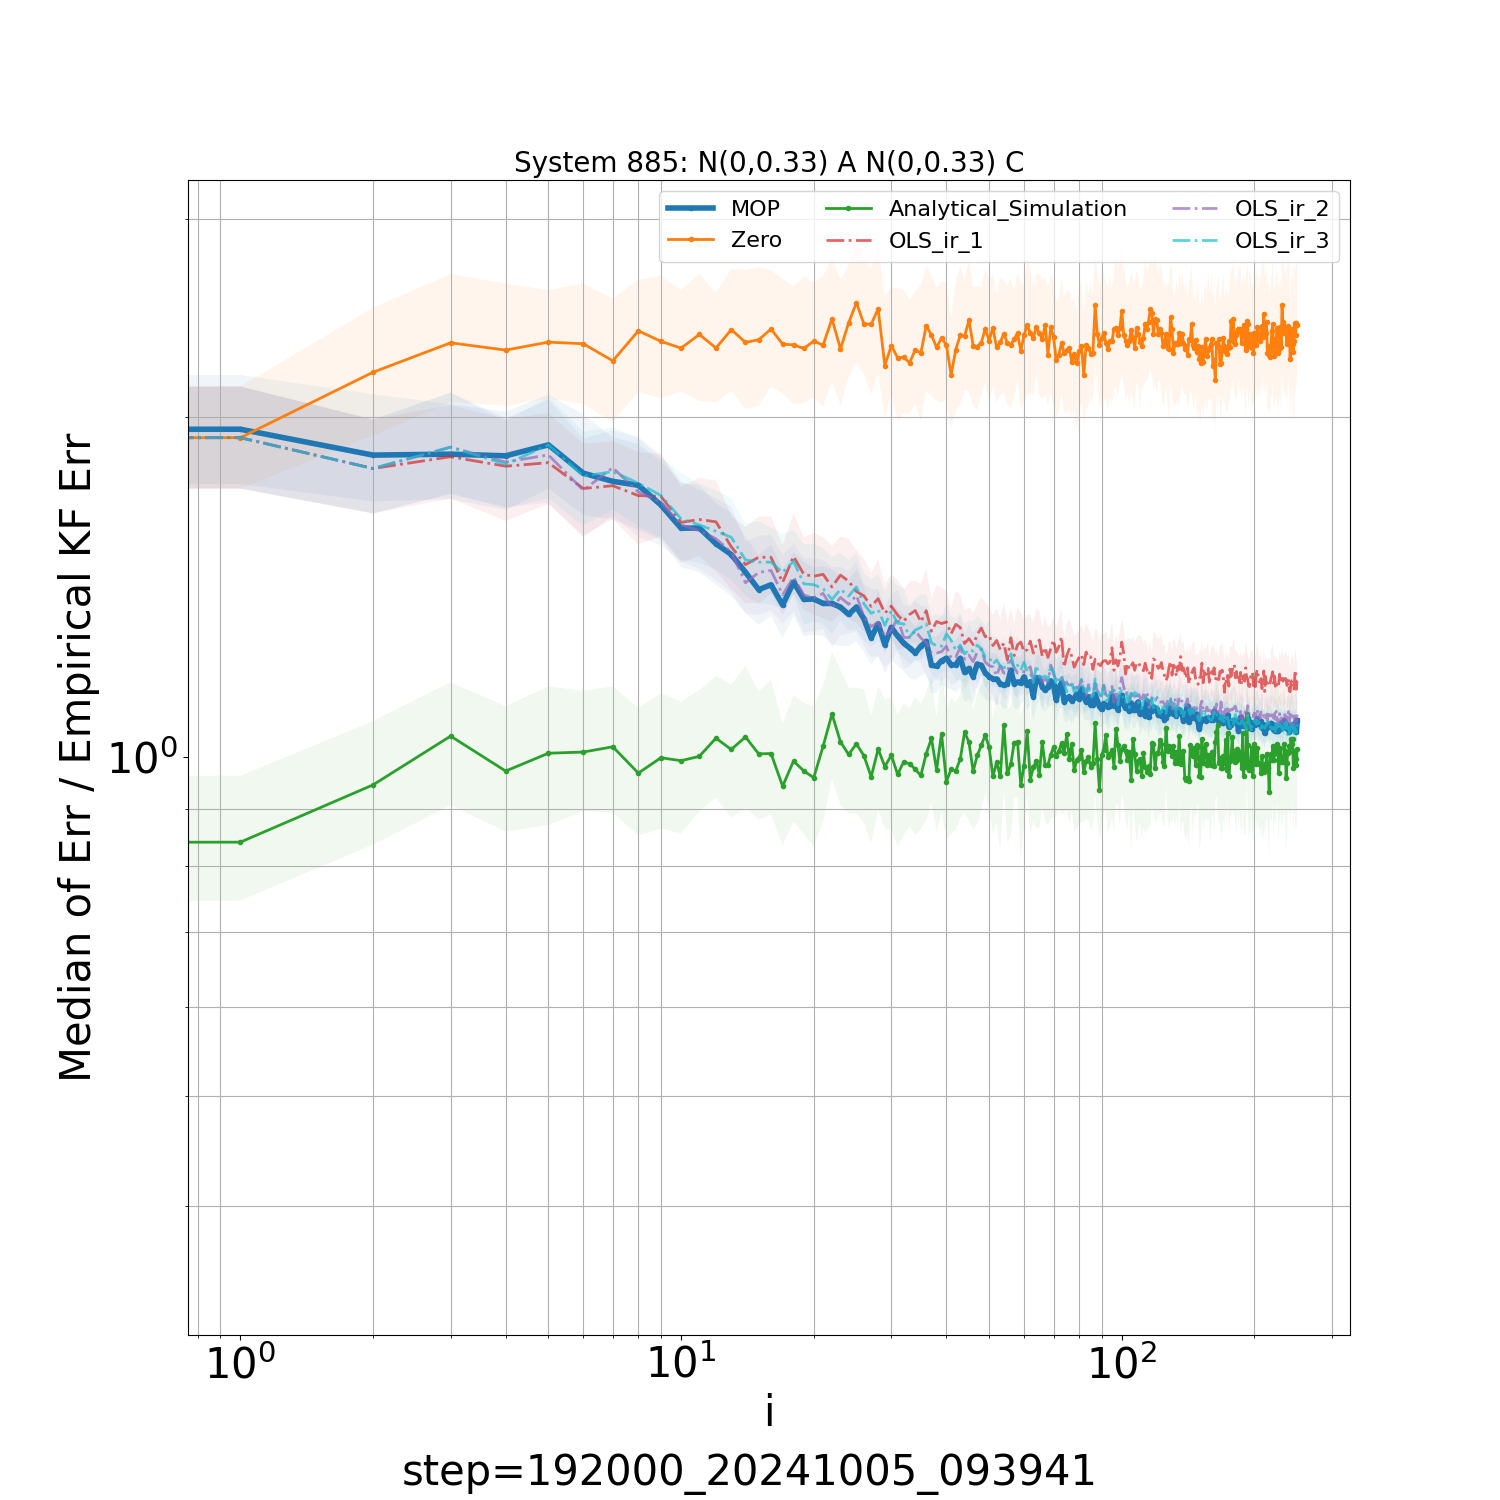 System 885: N(0,0.33) A N(0,0.33) C
MOP
Zero
Analytical_Simulation
OLS_ir_1
OLS_ir_2
OLS_ir_3
Median of Err / Empirical KF Err
10⁰
10⁰ 10¹ 10²
i
step=192000_20241005_093941